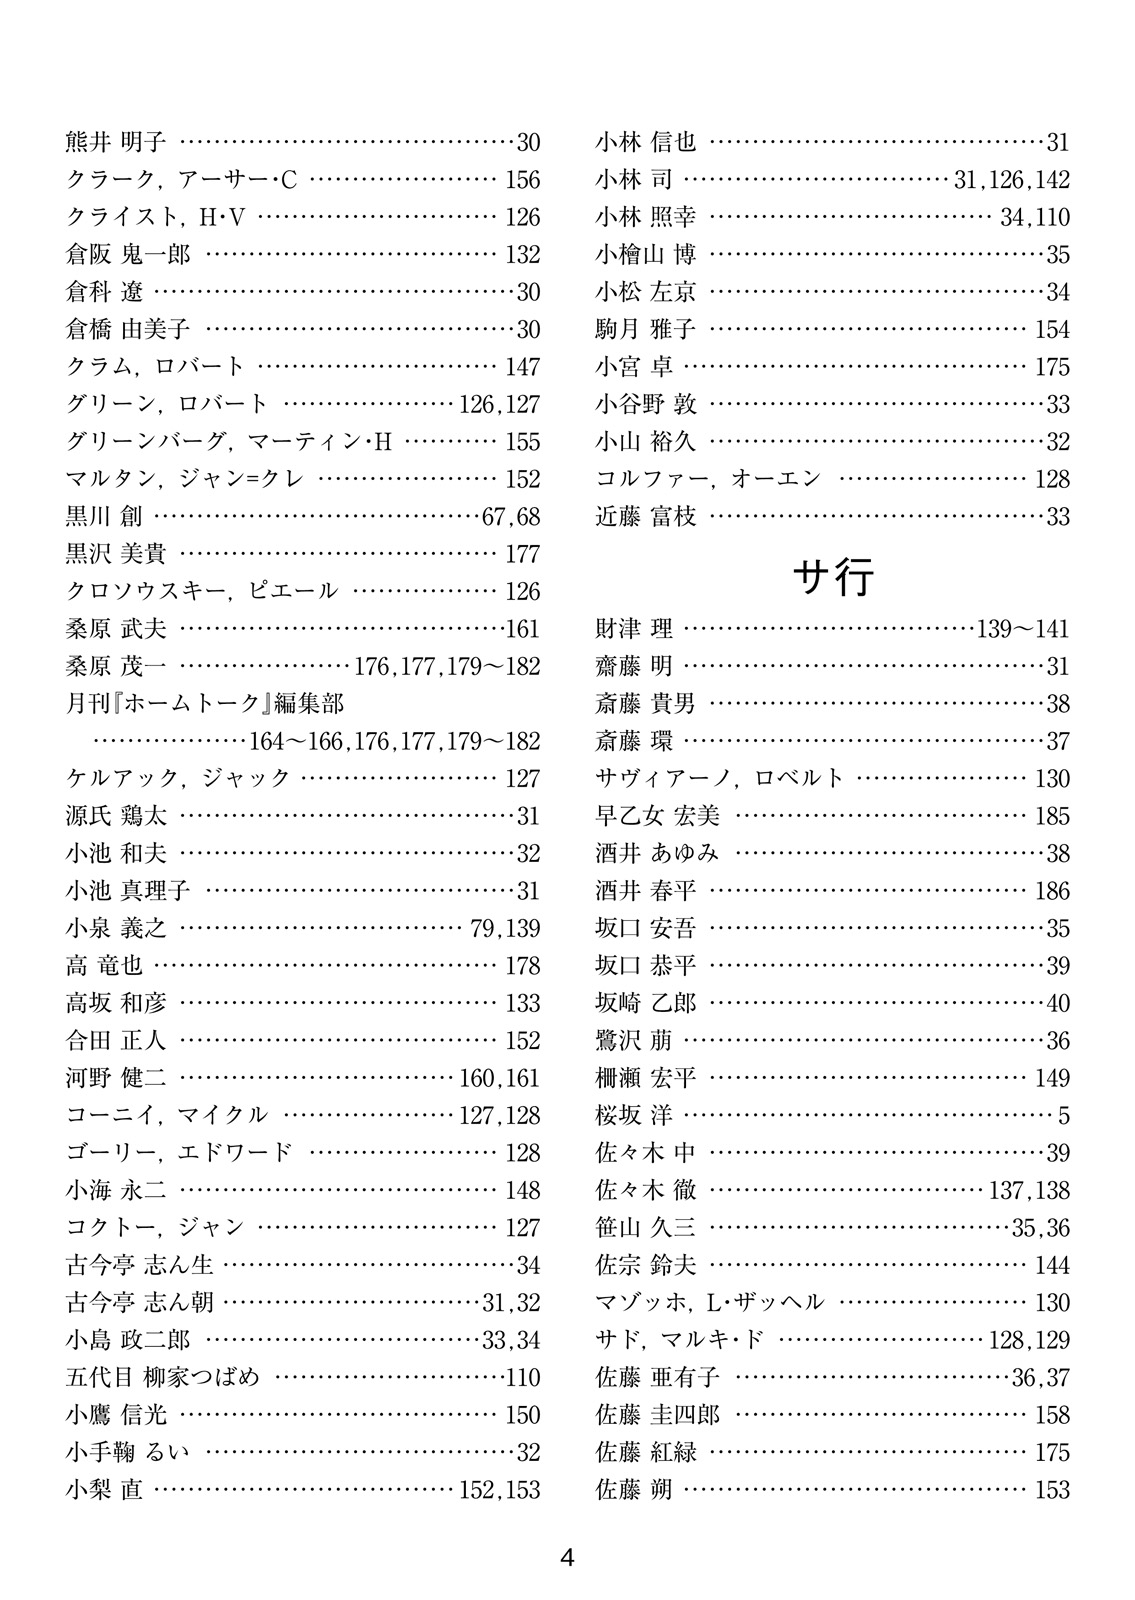 熊井 明子 ……………………………………30
クラーク, アーサー・C …………………… 156
クライスト, H・V ………………………… 126
倉阪 鬼一郎 ……………………………… 132
倉科 遼 ……………………………………30
倉橋 由美子 ………………………………30
クラム, ロバート ………………………… 147
グリーン, ロバート …………………126,127
グリーンバーグ, マーティン・H ………… 155
マルタン, ジャン=クレ ………………… 152
黒川 創 …………………………………67,68
黒沢 美貴 ………………………………… 177
クロソウスキー, ピエール ……………… 126
桑原 武夫 …………………………………161
桑原 茂一 …………………176,177,179～182
月刊『ホームトーク』編集部
………………164～166,176,177,179～182
ケルアック, ジャック …………………… 127
源氏 鶏太 ……………………………………31
小池 和夫 ……………………………………32
小池 真理子 …………………………………31
小泉 義之 ……………………………… 79,139
高 竜也 …………………………………… 178
高坂 和彦 ………………………………… 133
合田 正人 ………………………………… 152
河野 健二 ……………………………160,161
コーニイ, マイクル …………………127,128
ゴーリー, エドワード …………………… 128
小海 永二 ………………………………… 148
コクトー, ジャン ………………………… 127
古今亭 志ん生 ………………………………34
古今亭 志ん朝 …………………………31,32
小島 政二郎 ……………………………33,34
五代目 柳家つばめ ………………………110
小鷹 信光 ………………………………… 150
小手鞠 るい …………………………………32
小梨 直 ………………………………152,153
小林 信也 ……………………………………31
小林 司 ……………………………31,126,142
小林 照幸 ……………………………… 34,110
小檜山 博 ……………………………………35
小松 左京 ……………………………………34
駒月 雅子 ………………………………… 154
小宮 卓 …………………………………… 175
小谷野 敦 ……………………………………33
小山 裕久 ……………………………………32
コルファー, オーエン …………………… 128
近藤 富枝 ……………………………………33
サ行
財津 理 ………………………………139～141
齋藤 明 ………………………………………31
斎藤 貴男 ……………………………………38
斎藤 環 ………………………………………37
サヴィアーノ, ロベルト ………………… 130
早乙女 宏美 ……………………………… 185
酒井 あゆみ …………………………………38
酒井 春平 ………………………………… 186
坂口 安吾 ……………………………………35
坂口 恭平 ……………………………………39
坂崎 乙郎 ……………………………………40
鷺沢 萠 ………………………………………36
柵瀬 宏平 ………………………………… 149
桜坂 洋 ……………………………………… 5
佐々木 中 ……………………………………39
佐々木 徹 ……………………………137,138
笹山 久三 ………………………………35,36
佐宗 鈴夫 ………………………………… 144
マゾッホ, L・ザッヘル …………………… 130
サド, マルキ・ド ……………………128,129
佐藤 亜有子 ……………………………36,37
佐藤 圭四郎 ……………………………… 158
佐藤 紅緑 ………………………………… 175
佐藤 朔 …………………………………… 153
4